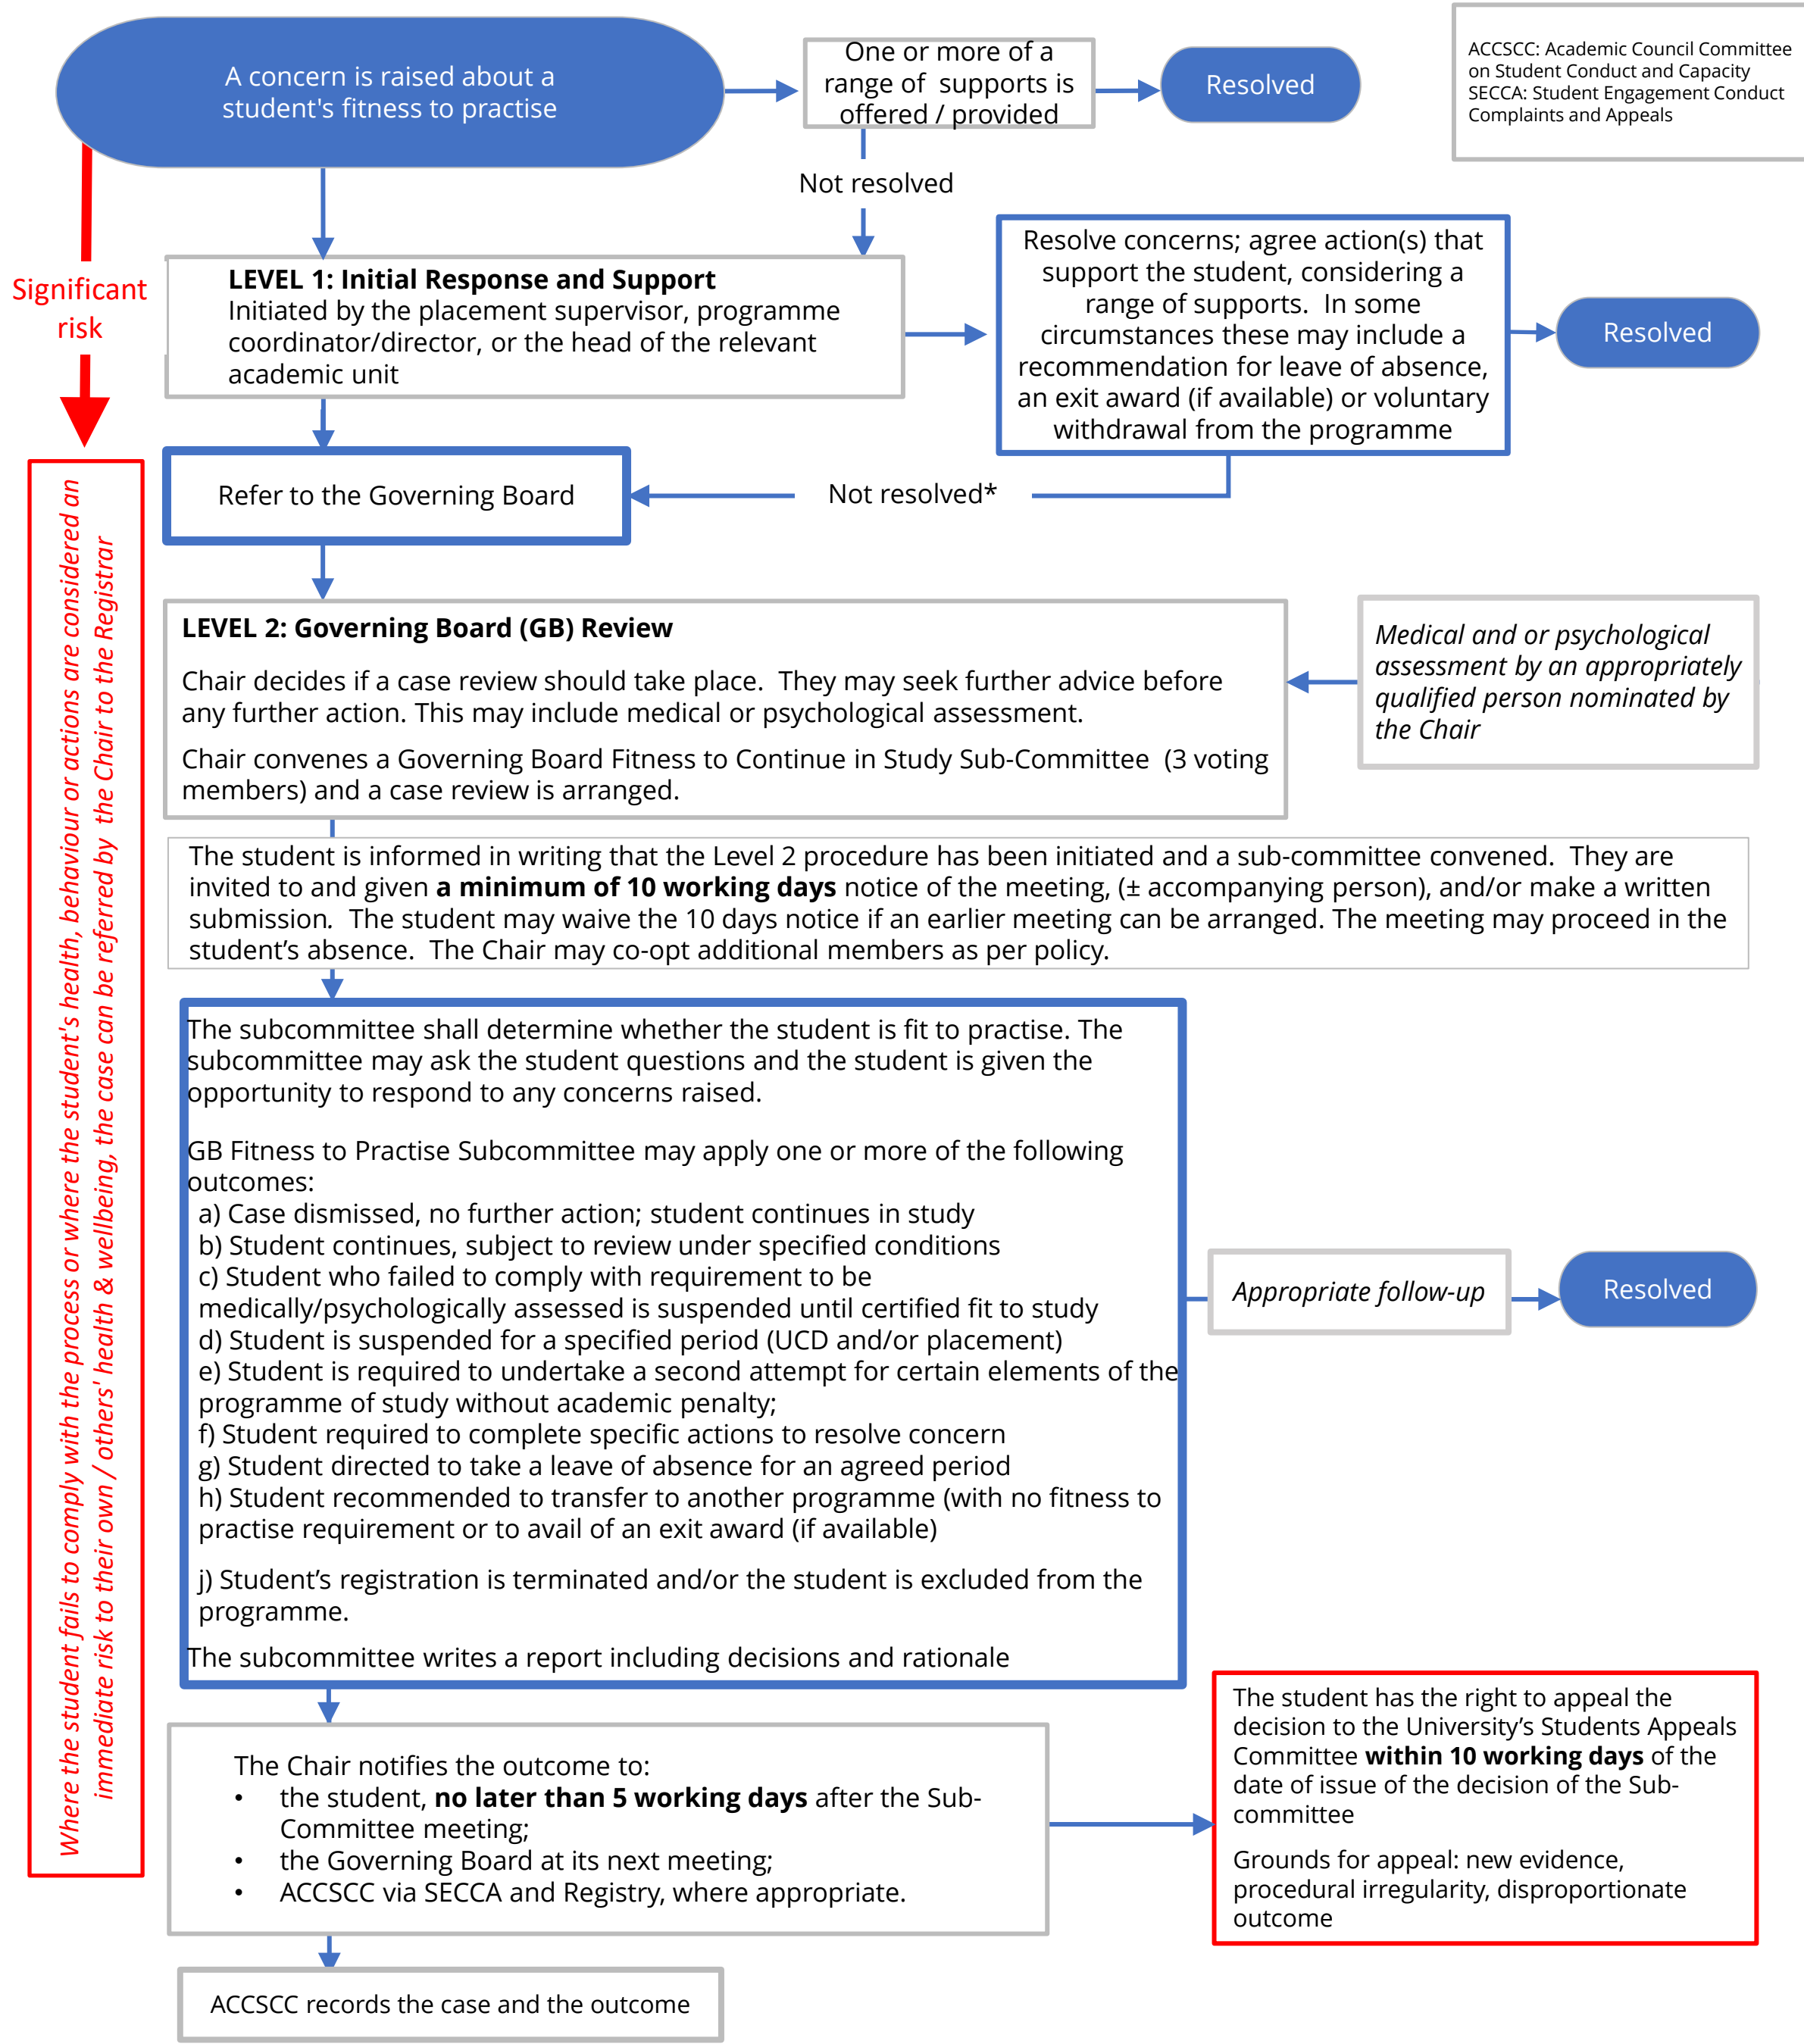 A concern is raised about a
student's fitness to practise
One or more of a
range of supports is
offered / provided
Resolved
ACCSCC: Academic Council Committee
on Student Conduct and Capacity
SECCA: Student Engagement Conduct
Complaints and Appeals
Not resolved
Significant
risk
LEVEL 1: Initial Response and Support
Initiated by the placement supervisor, programme
coordinator/director, or the head of the relevant
academic unit
Resolve concerns; agree action(s) that
support the student, considering a
range of supports. In some
circumstances these may include a
recommendation for leave of absence,
an exit award (if available) or voluntary
withdrawal from the programme
Resolved
Refer to the Governing Board
Not resolved*
Where the student fails to comply with the process or where the student's health, behaviour or actions are considered an
immediate risk to their own / others' health & wellbeing, the case can be referred by the Chair to the Registrar
LEVEL 2: Governing Board (GB) Review
Chair decides if a case review should take place. They may seek further advice before
any further action. This may include medical or psychological assessment.
Chair convenes a Governing Board Fitness to Continue in Study Sub-Committee (3 voting
members) and a case review is arranged.
Medical and or psychological
assessment by an appropriately
qualified person nominated by
the Chair
The student is informed in writing that the Level 2 procedure has been initiated and a sub-committee convened. They are
invited to and given a minimum of 10 working days notice of the meeting, (± accompanying person), and/or make a written
submission. The student may waive the 10 days notice if an earlier meeting can be arranged. The meeting may proceed in the
student’s absence. The Chair may co-opt additional members as per policy.
The subcommittee shall determine whether the student is fit to practise. The
subcommittee may ask the student questions and the student is given the
opportunity to respond to any concerns raised.
GB Fitness to Practise Subcommittee may apply one or more of the following
outcomes:
a) Case dismissed, no further action; student continues in study
b) Student continues, subject to review under specified conditions
c) Student who failed to comply with requirement to be
medically/psychologically assessed is suspended until certified fit to study
d) Student is suspended for a specified period (UCD and/or placement)
e) Student is required to undertake a second attempt for certain elements of the
programme of study without academic penalty;
f) Student required to complete specific actions to resolve concern
g) Student directed to take a leave of absence for an agreed period
h) Student recommended to transfer to another programme (with no fitness to
practise requirement or to avail of an exit award (if available)
j) Student’s registration is terminated and/or the student is excluded from the
programme.
The subcommittee writes a report including decisions and rationale
Appropriate follow-up
Resolved
The Chair notifies the outcome to:
• the student, no later than 5 working days after the Sub-
Committee meeting;
• the Governing Board at its next meeting;
• ACCSCC via SECCA and Registry, where appropriate.
The student has the right to appeal the
decision to the University’s Students Appeals
Committee within 10 working days of the
date of issue of the decision of the Sub-
committee
Grounds for appeal: new evidence,
procedural irregularity, disproportionate
outcome
ACCSCC records the case and the outcome